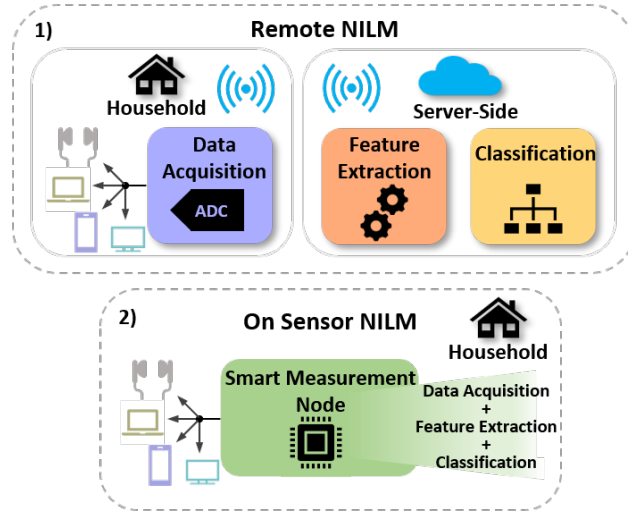 Remote NILM
1)
Household
Server-Side
Data
Acquisition
ADC
Feature
Extraction
Classification
2)
On Sensor NILM
Household
Smart Measurement
Node
Data Acquisition
+
Feature Extraction
+
Classification